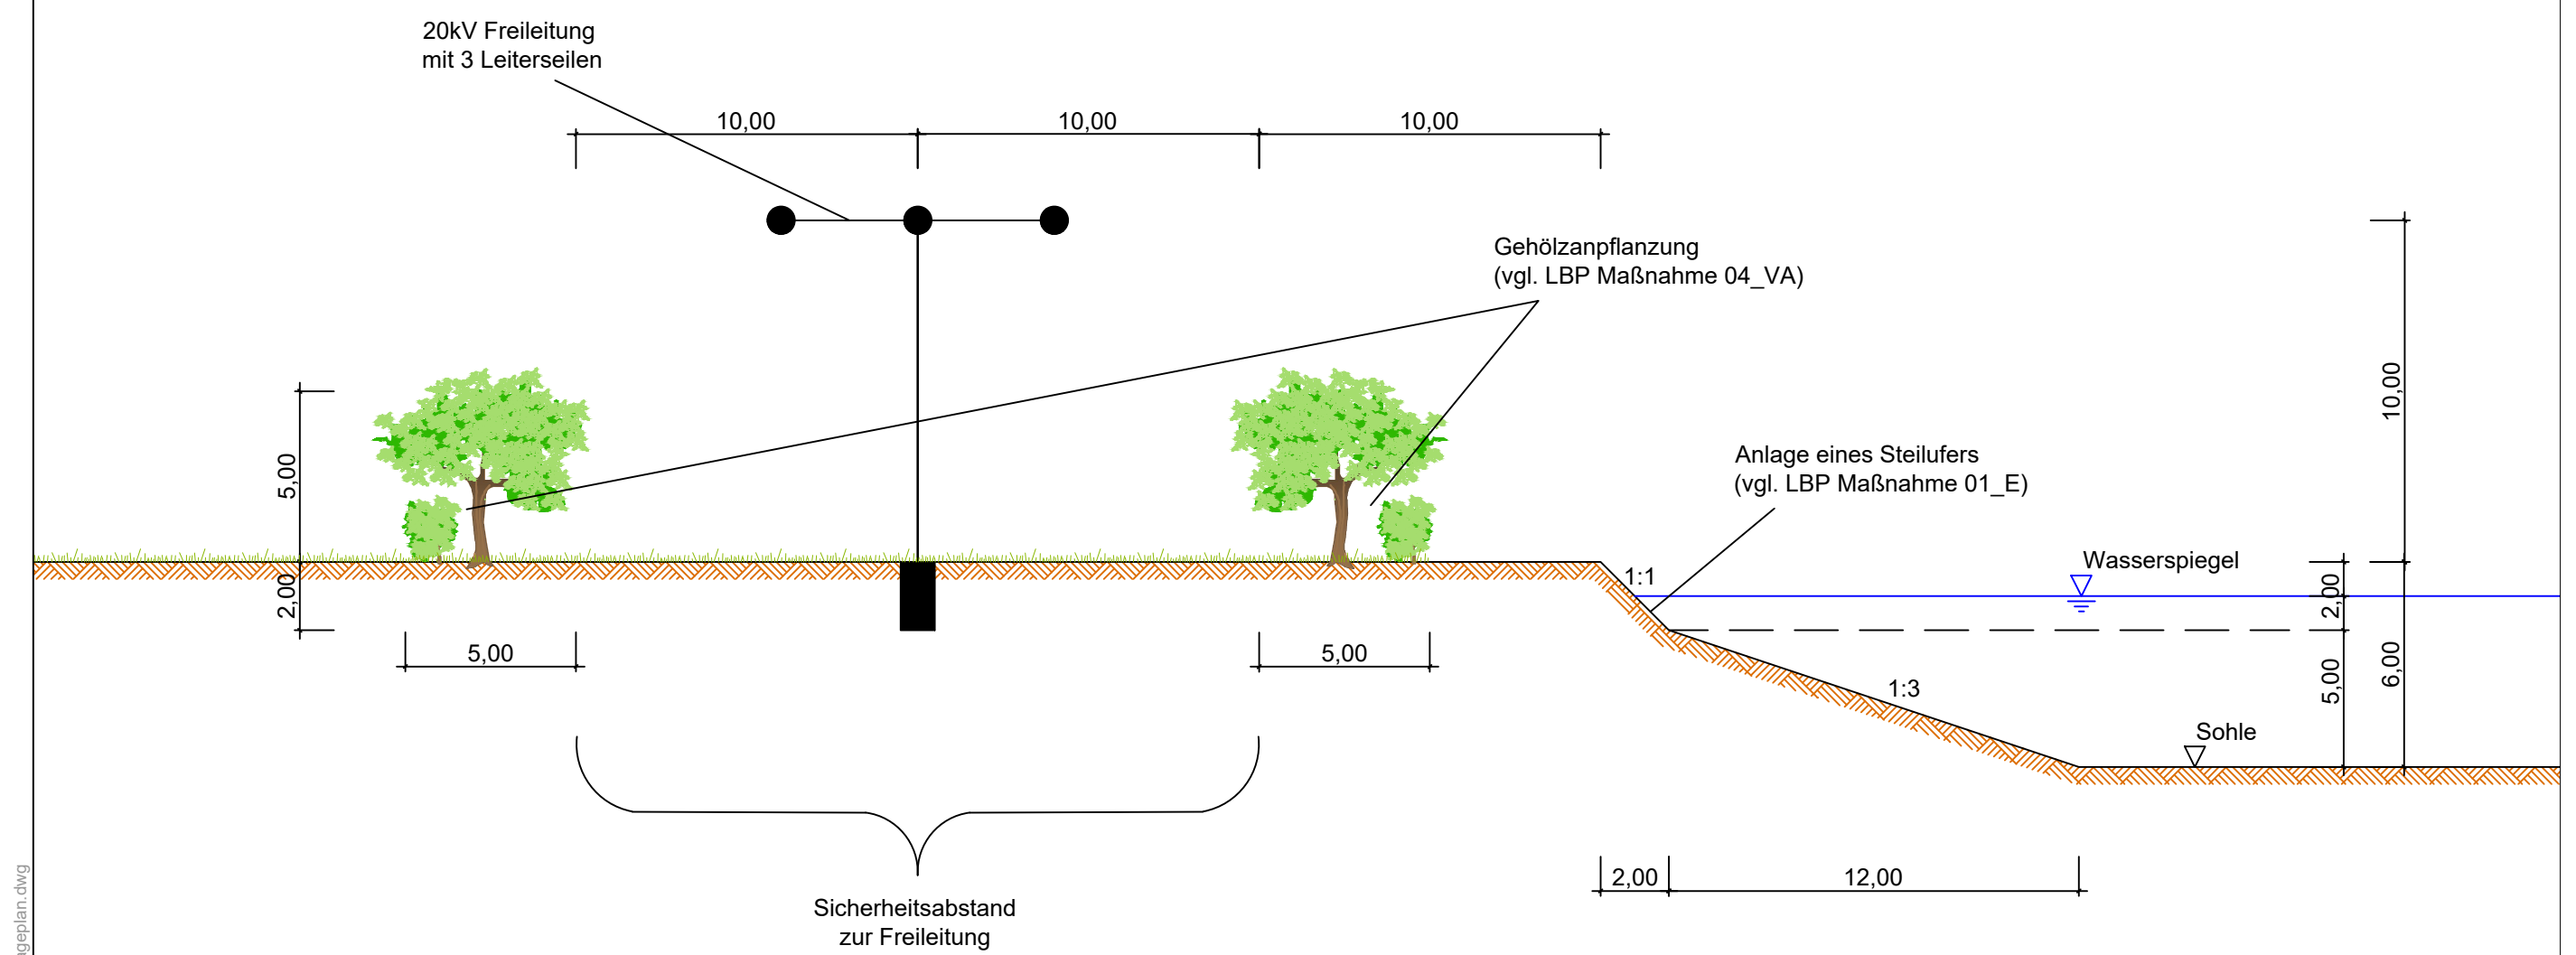 20kV Freileitung
mit 3 Leiterseilen
10,00
10,00
10,00
Gehölzanpflanzung
(vgl. LBP Maßnahme 04_VA)
10,00
5,00
Anlage eines Steilufers
(vgl. LBP Maßnahme 01_E)
Wasserspiegel
1:1
2,00
2,00
5,00
5,00
5,00
6,00
1:3
Sohle
2,00
12,00
Sicherheitsabstand
zur Freileitung
ageplan.dwg